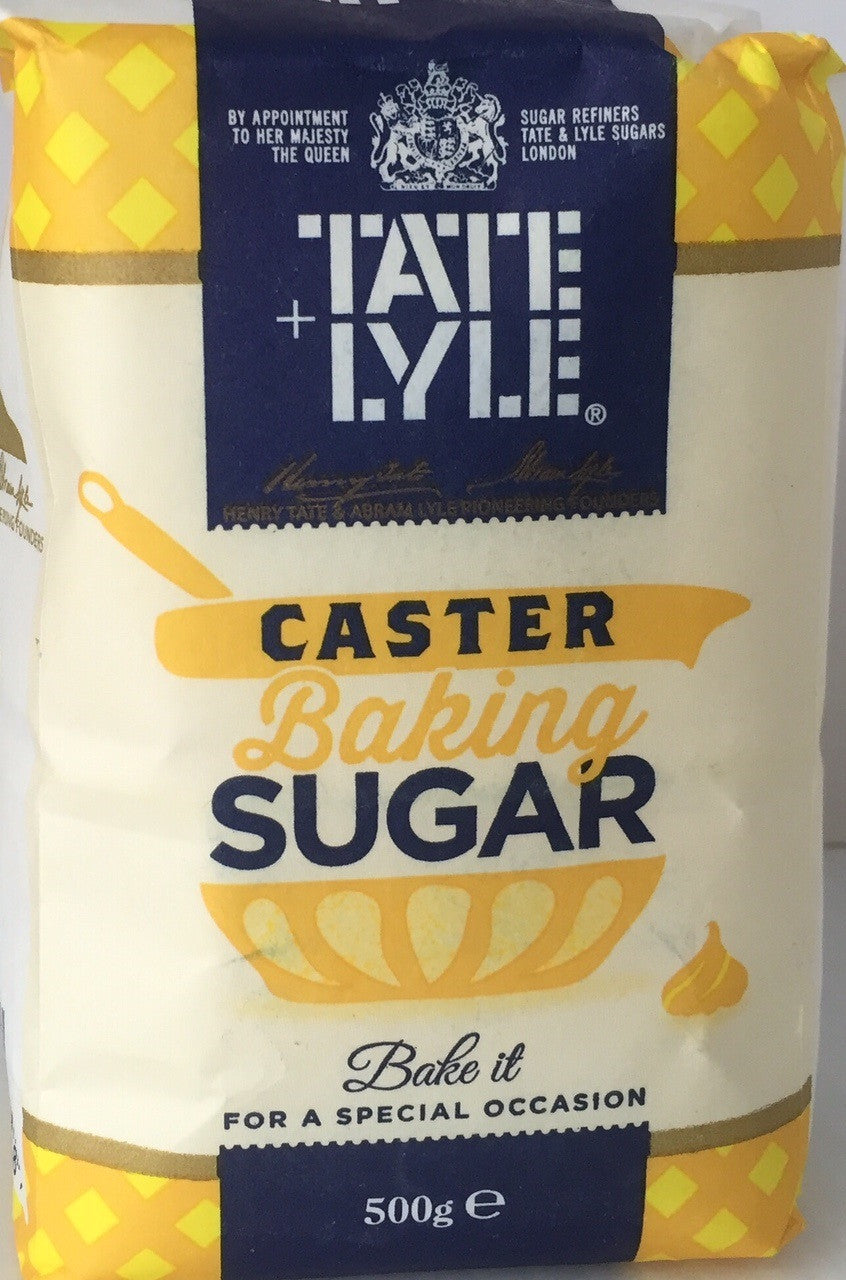 BY APPOINTMENT
TO HER MAJESTY
THE QUEEN
SUGAR REFINERS
TATE & LYLE SUGARS
LONDON
TATE
+ LYLE®
HENRY TATE & ABRAM LYLE PIONEERING FOUNDERS
CASTER
Baking
SUGAR
Bake it
FOR A SPECIAL OCCASION
500g ℮